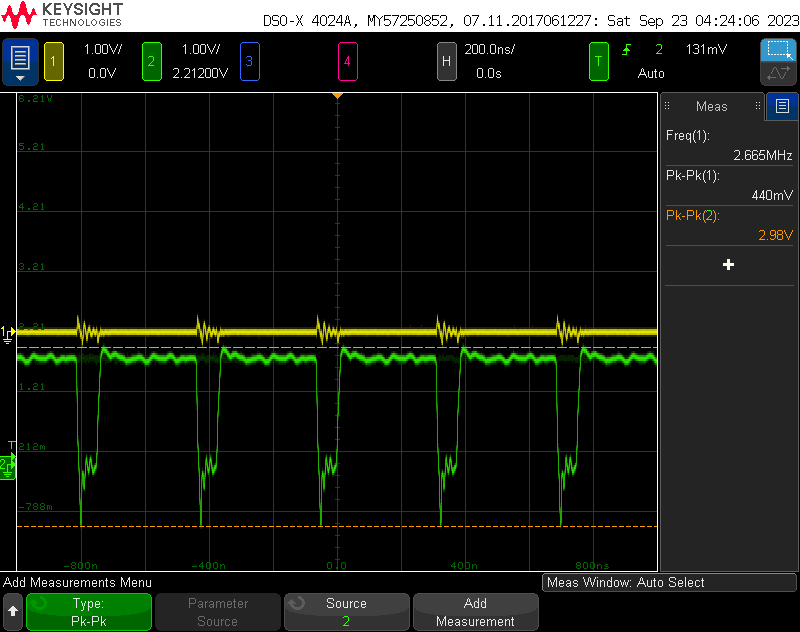 KEYSIGHT
TECHNOLOGIES
DSO-X 4024A, MY57250852, 07.11.2017061227: Sat Sep 23 04:24:06 2023
1 1.00V/ 0.0V
2 1.00V/ 2.21200V
3
4
H 200.0ns/ 0.0s
T 2 131mV
Auto
Meas
Freq(1):
2.665MHz
Pk-Pk(1):
440mV
Pk-Pk(2):
2.98V
6.21V
5.21
4.21
3.21
1
1.21
T
212m
2
-788m
-800n -400n 0.0 400n 800ns
Add Measurements Menu
Meas Window: Auto Select
Type:
Pk-Pk
Parameter
Source
Source
2
Add
Measurement